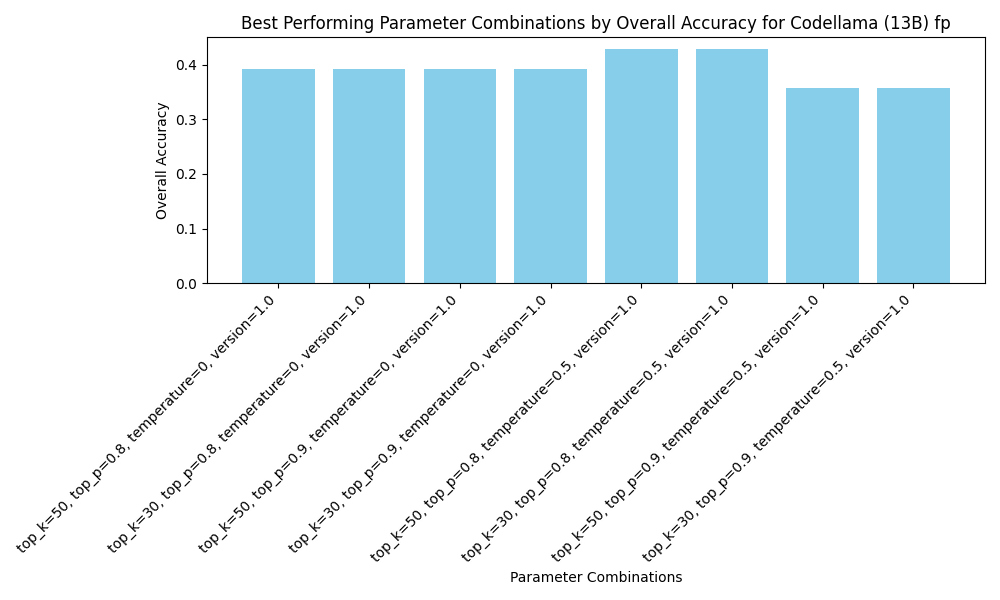 Best Performing Parameter Combinations by Overall Accuracy for Codellama (13B) fp
Overall Accuracy
0.4
0.3
0.2
0.1
0.0
top_k=50, top_p=0.8, temperature=0, version=1.0
top_k=30, top_p=0.8, temperature=0, version=1.0
top_k=50, top_p=0.9, temperature=0, version=1.0
top_k=30, top_p=0.9, temperature=0, version=1.0
top_k=50, top_p=0.8, temperature=0.5, version=1.0
top_k=30, top_p=0.8, temperature=0.5, version=1.0
top_k=50, top_p=0.9, temperature=0.5, version=1.0
top_k=30, top_p=0.9, temperature=0.5, version=1.0
Parameter Combinations